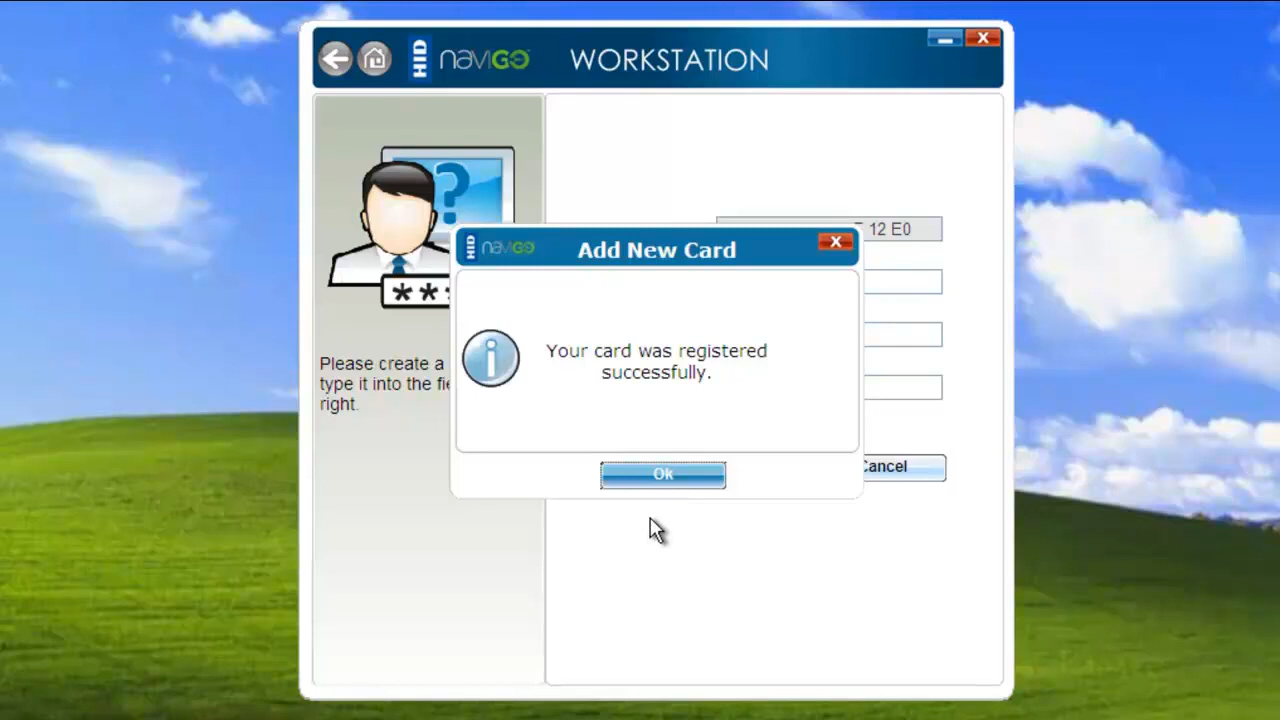 HID naviGO WORKSTATION
?
**
12 E0
HID naviGO Add New Card
Your card was registered
successfully.
Please create a
type it into the
right.
Ok
Cancel